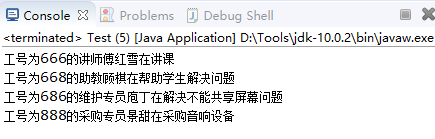 Console Problems Debug Shell
<terminated> Test (5) [Java Application] D:\Tools\jdk-10.0.2\bin\javaw.exe
工号为666的讲师傅红雪在讲课
工号为668的助教顾棋在帮助学生解决问题
工号为686的维护专员庖丁在解决不能共享屏幕问题
工号为888的采购专员景甜在采购音响设备